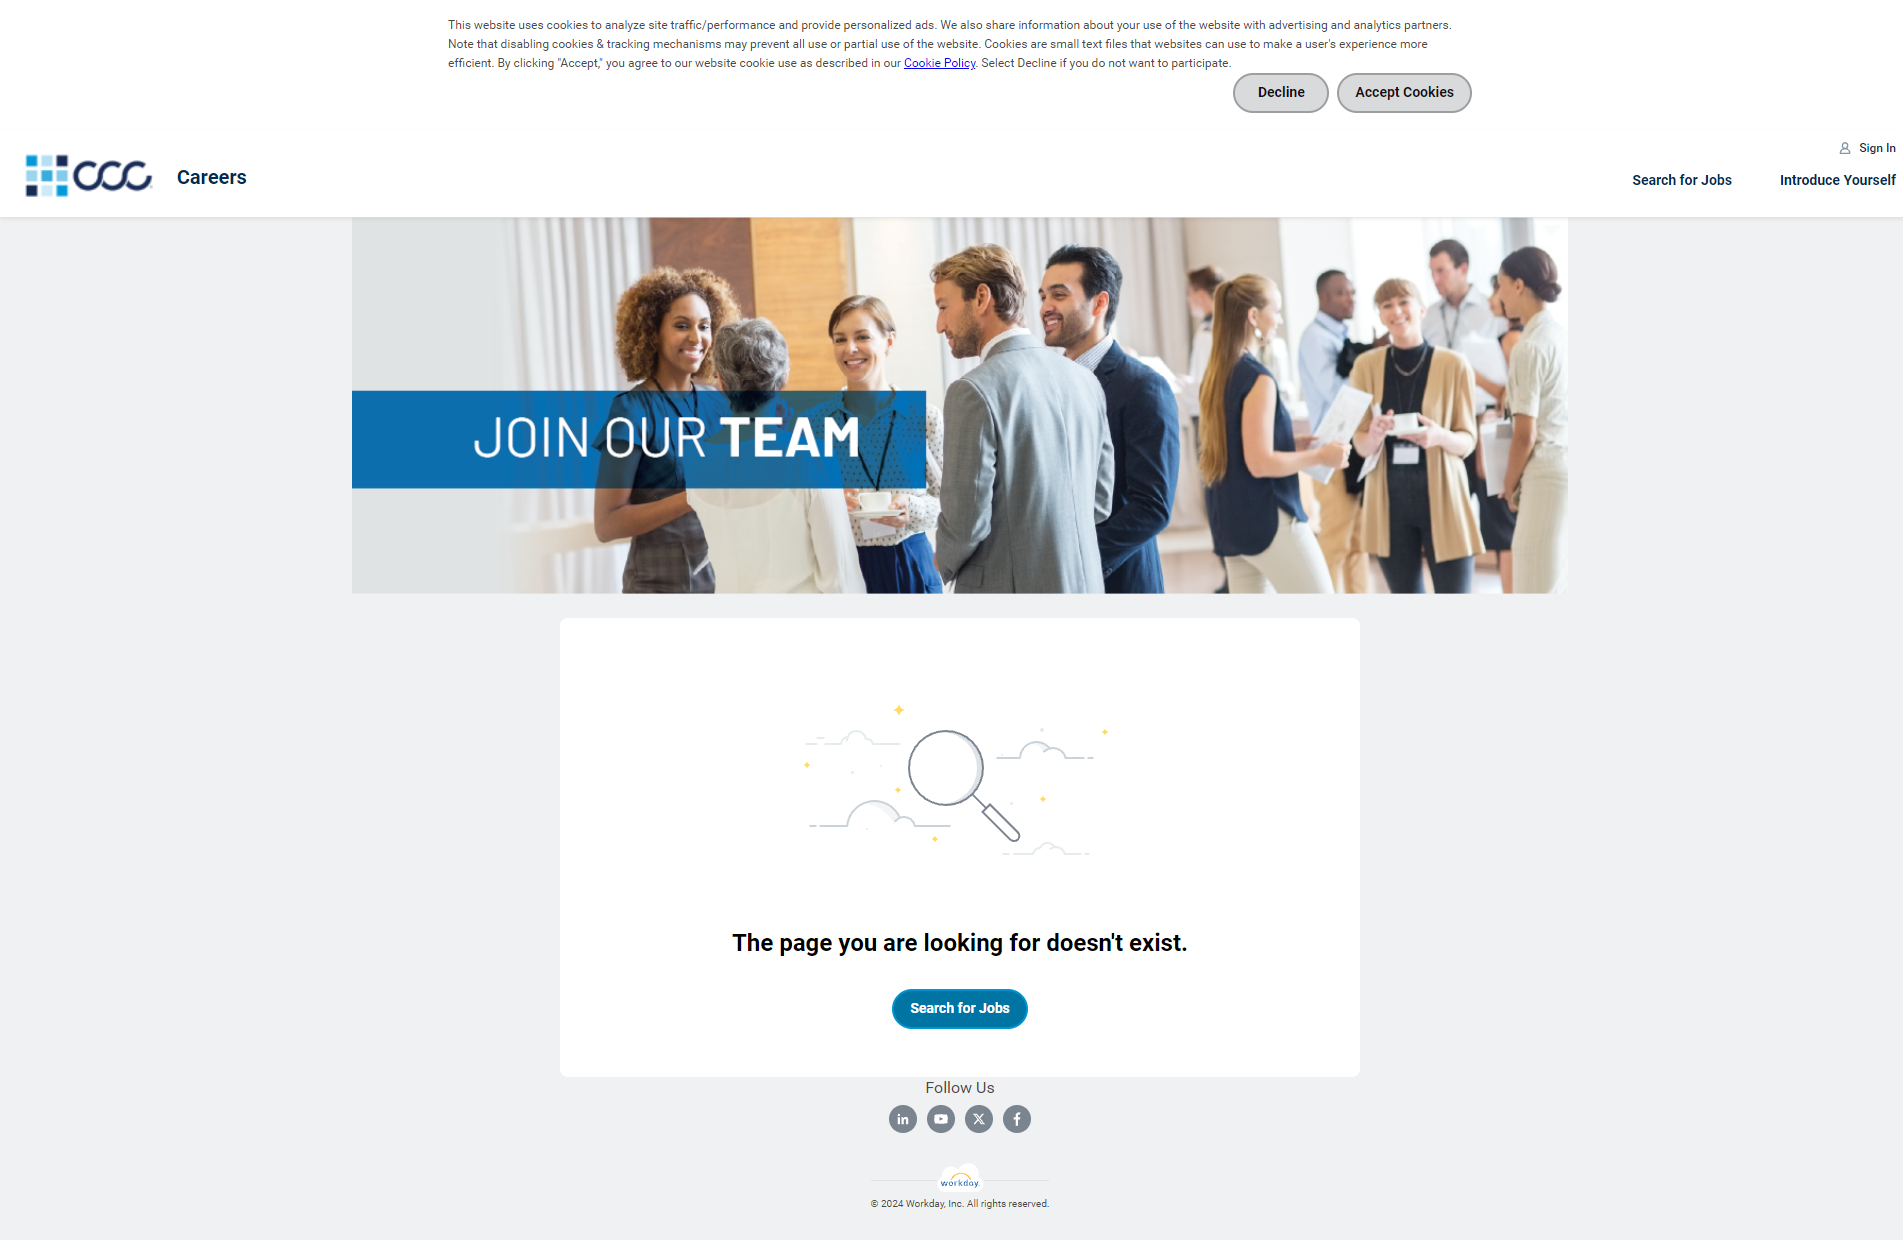 This website uses cookies to analyze site traffic/performance and provide personalized ads. We also share information about your use of the website with advertising and analytics partners.
Note that disabling cookies & tracking mechanisms may prevent all use or partial use of the website. Cookies are small text files that websites can use to make a user's experience more
efficient. By clicking "Accept," you agree to our website cookie use as described in our Cookie Policy. Select Decline if you do not want to participate.
Decline
Accept Cookies
Sign In
CCC
Careers
Search for Jobs
Introduce Yourself
JOIN OUR TEAM
The page you are looking for doesn't exist.
Search for Jobs
Follow Us
workday.
© 2024 Workday, Inc. All rights reserved.